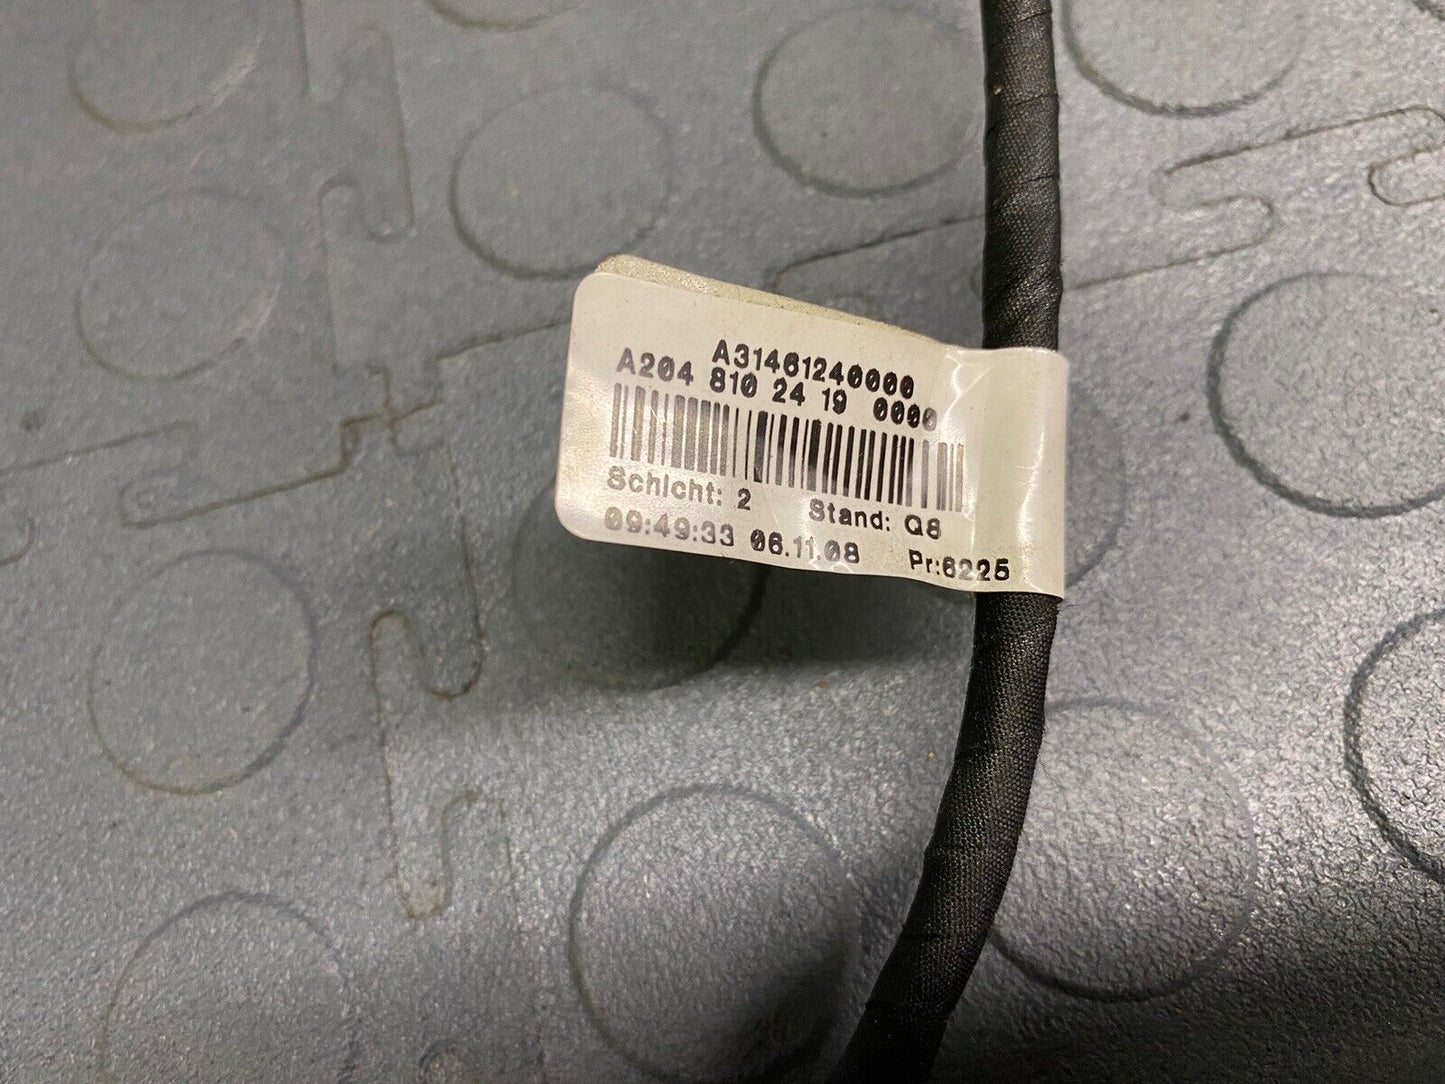 A31461240000
A204 810 24 19 0000
Schicht: 2 Stand: Q8
09:49:33 06.11.08 Pr:6225